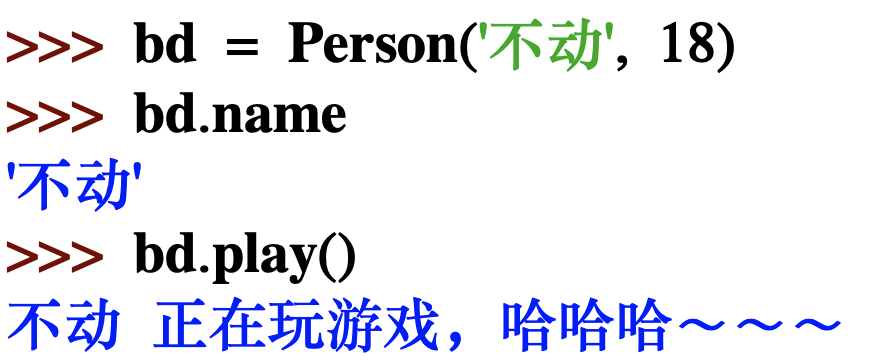 >>> bd = Person('不动', 18)
>>> bd.name
'不动'
>>> bd.play()
不动 正在玩游戏，哈哈哈～～～